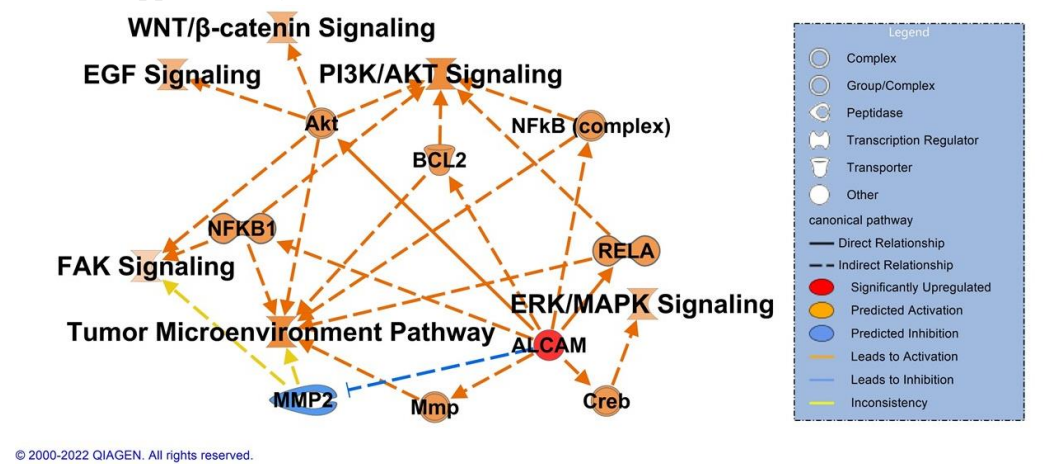 WNT/β-catenin Signaling
EGF Signaling
PI3K/AKT Signaling
Akt
NFkB (complex)
BCL2
NFKB1
RELA
FAK Signaling
ERK/MAPK Signaling
Tumor Microenvironment Pathway
ALCAM
MMP2
Mmp
Creb
Legend
Complex
Group/Complex
Peptidase
Transcription Regulator
Transporter
Other
canonical pathway
Direct Relationship
Indirect Relationship
Significantly Upregulated
Predicted Activation
Predicted Inhibition
Leads to Activation
Leads to Inhibition
Inconsistency
© 2000-2022 QIAGEN. All rights reserved.